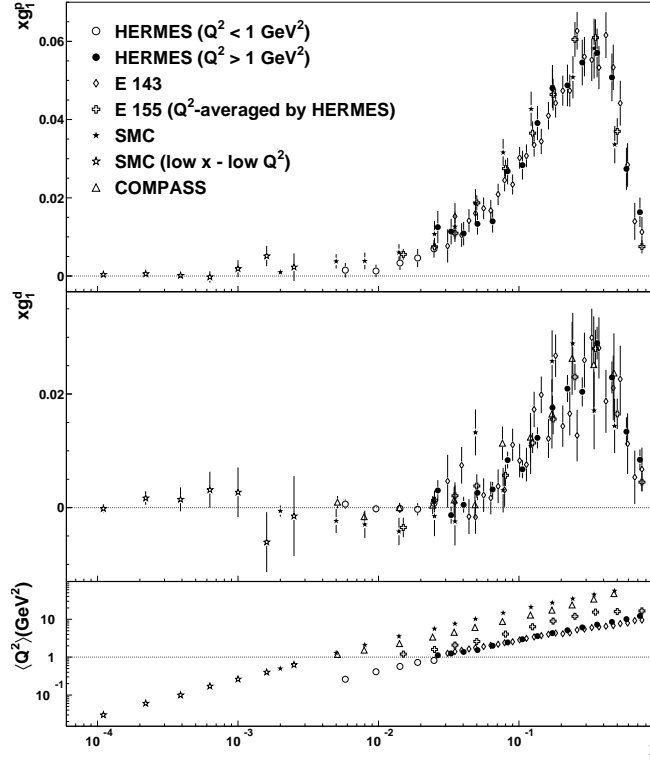 xg₁ᵖ
HERMES (Q² < 1 GeV²)
HERMES (Q² > 1 GeV²)
E 143
E 155 (Q²-averaged by HERMES)
SMC
SMC (low x - low Q²)
COMPASS
0.06
0.04
0.02
0
xg₁ᵈ
0.02
0
⟨Q²⟩(GeV²)
10
1
10⁻¹
10⁻⁴ 10⁻³ 10⁻² 10⁻¹